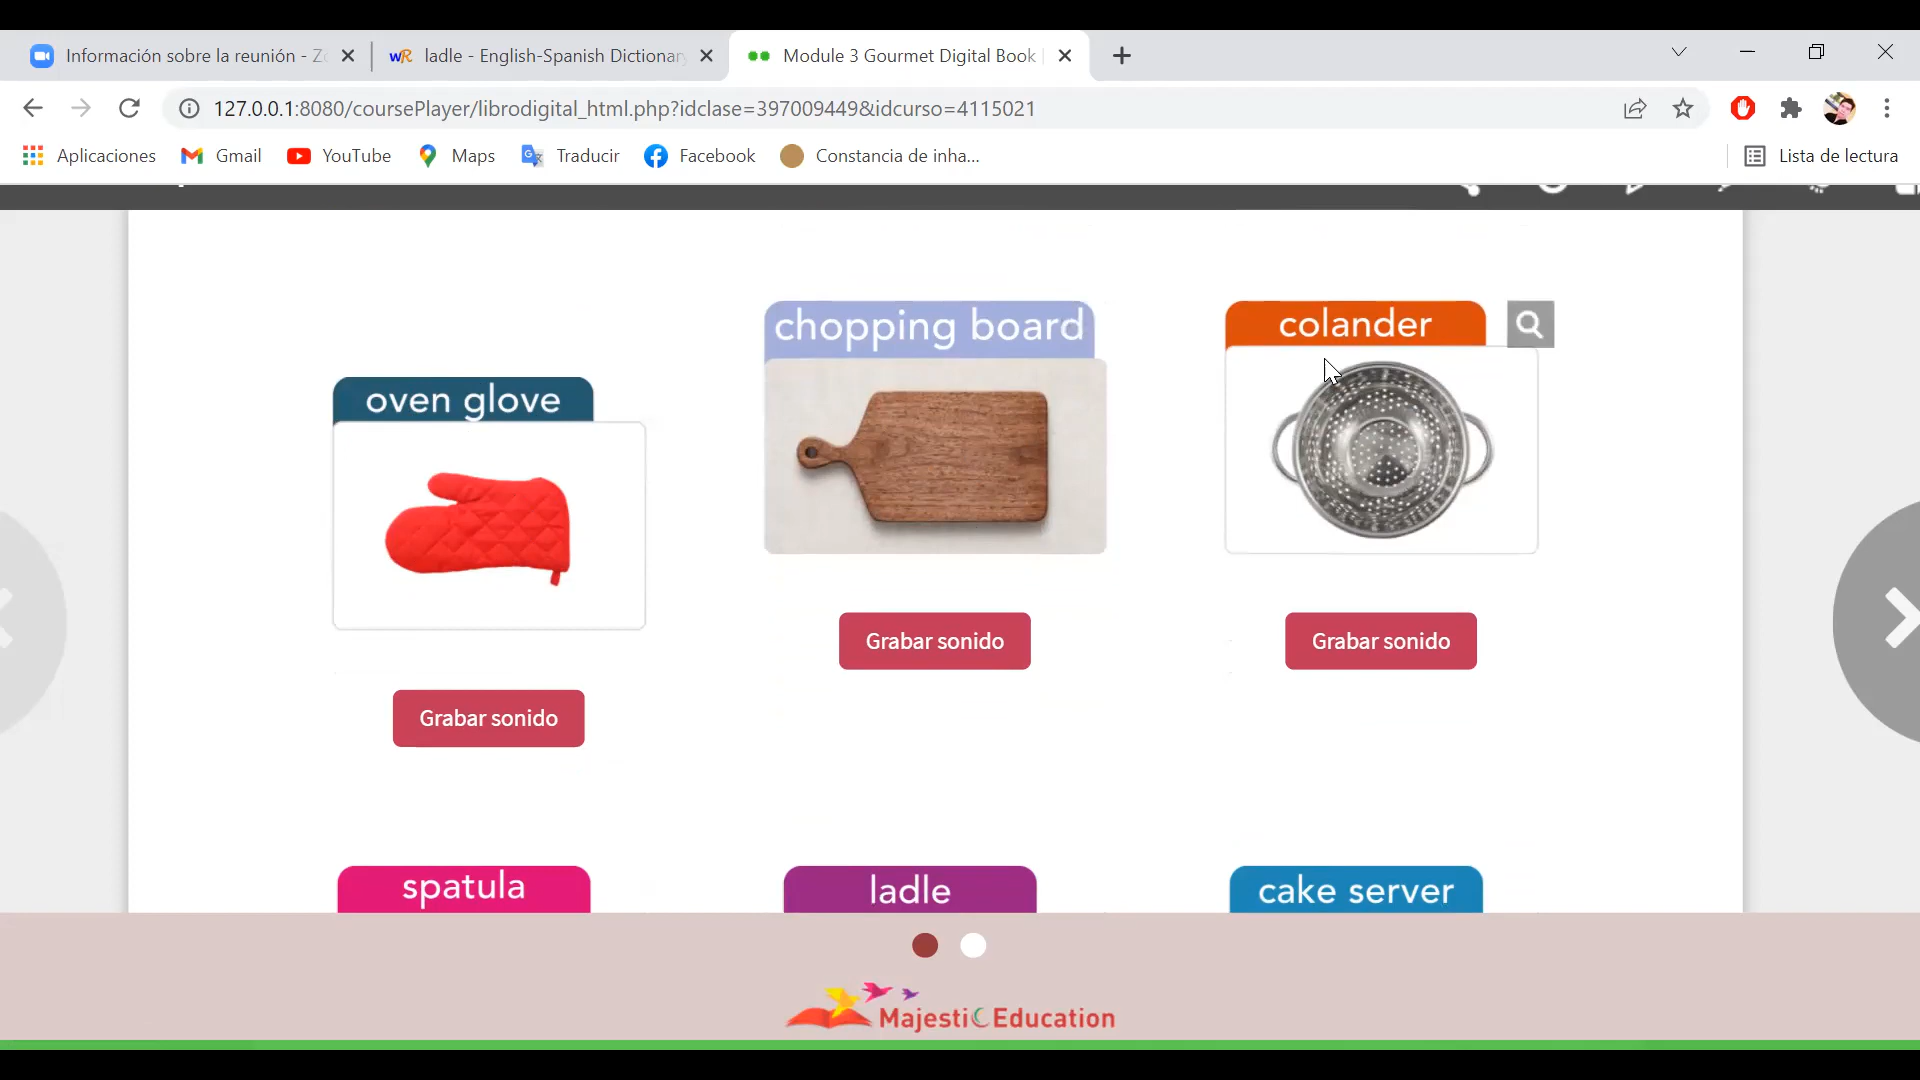 Información sobre la reunión - Zo
ladle - English-Spanish Dictionary
Module 3 Gourmet Digital Book
127.0.0.1:8080/coursePlayer/librodigital_html.php?idclase=397009449&idcurso=4115021
Aplicaciones
Gmail
YouTube
Maps
Traducir
Facebook
Constancia de inha...
Lista de lectura
oven glove
chopping board
colander
Grabar sonido
Grabar sonido
Grabar sonido
spatula
ladle
cake server
Majestic Education